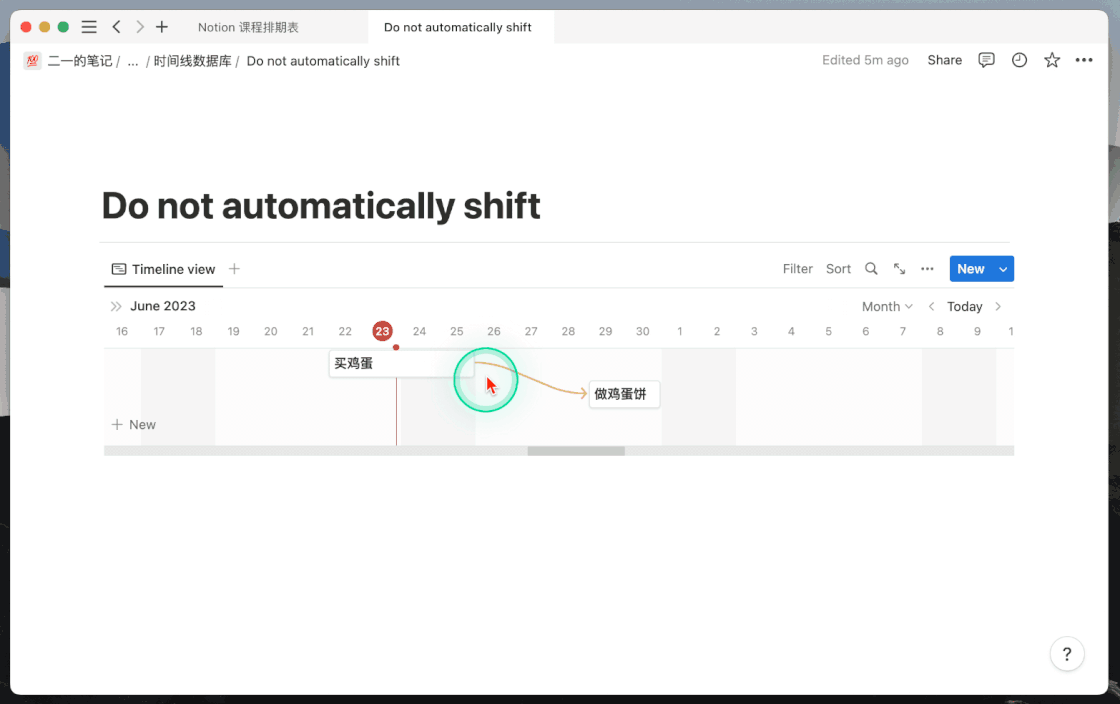 Notion 课程排期表 Do not automatically shift
💯 二一的笔记 / ... / 时间线数据库 / Do not automatically shift Edited 5m ago Share
Do not automatically shift
Timeline view Filter Sort New
June 2023 Month Today
16 17 18 19 20 21 22 23 24 25 26 27 28 29 30 1 2 3 4 5 6 7 8 9 1
买鸡蛋
做鸡蛋饼
+ New
?